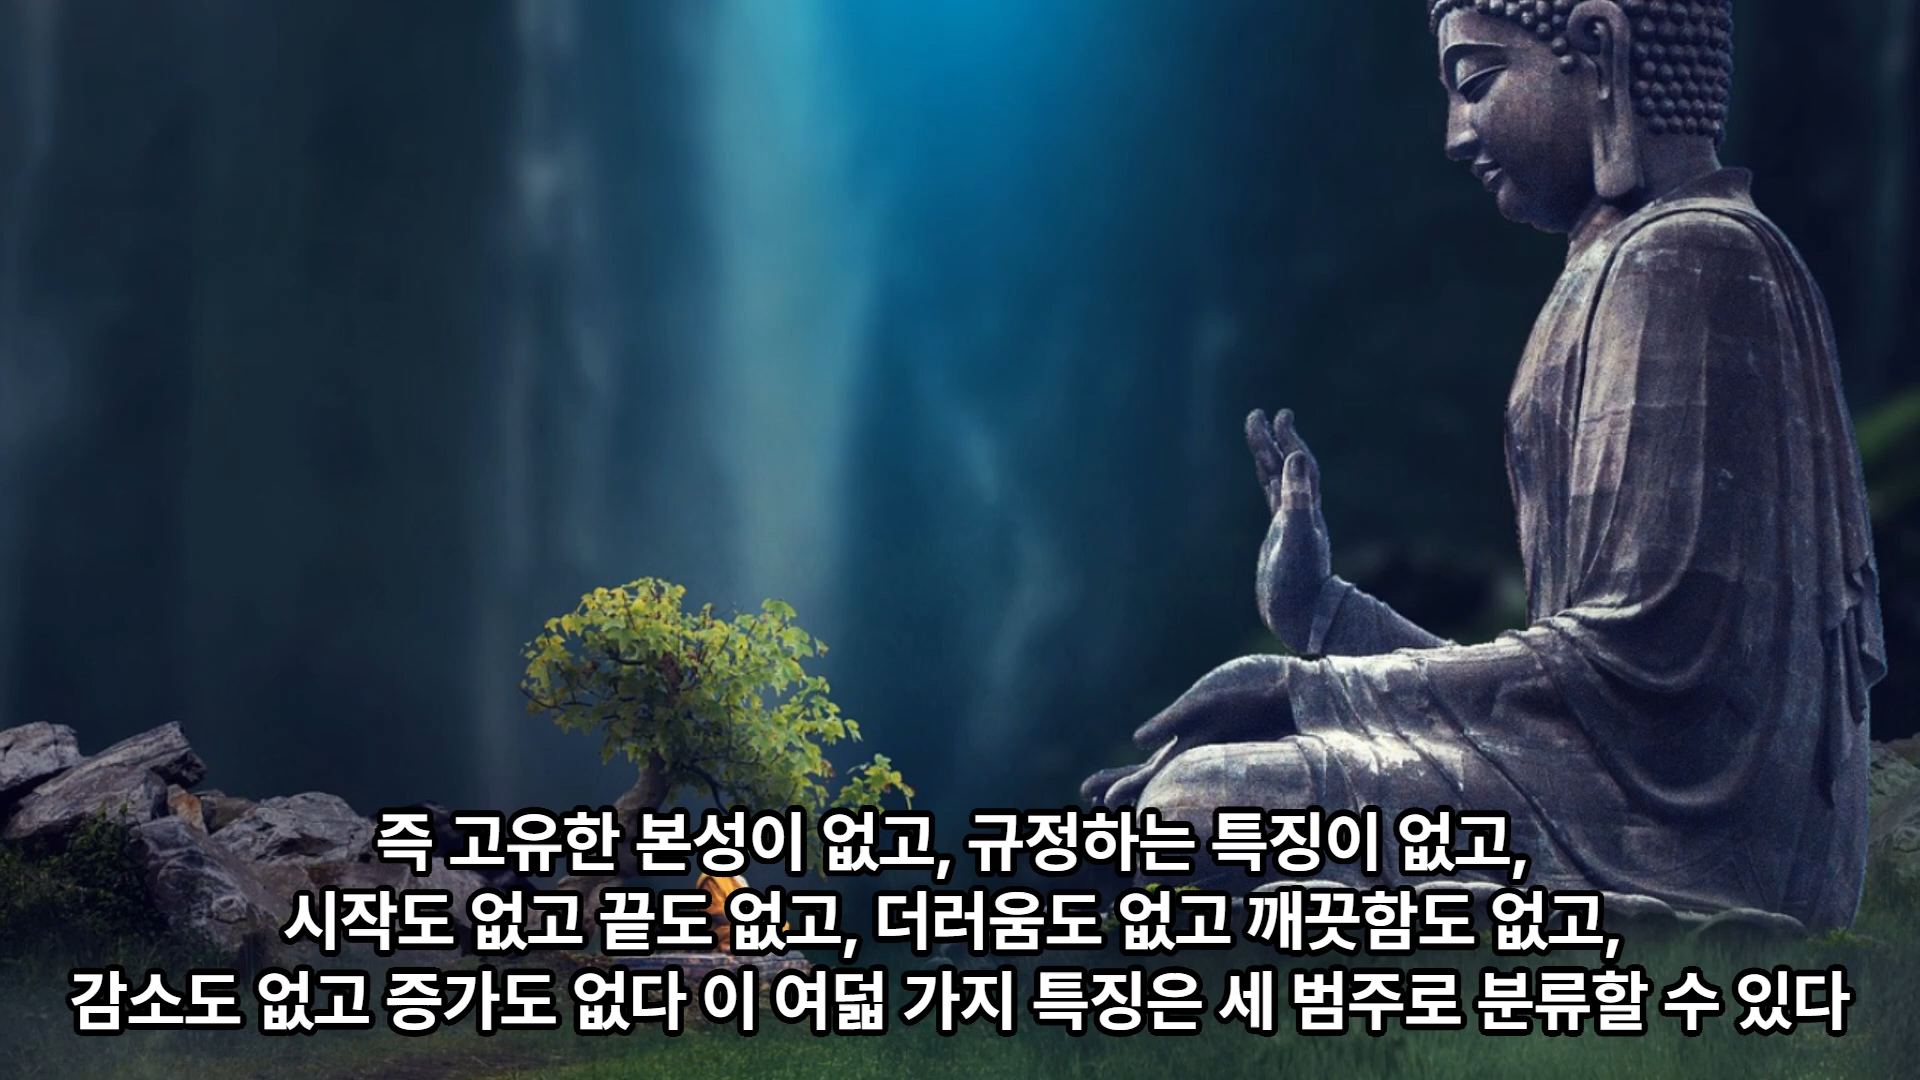 즉 고유한 본성이 없고, 규정하는 특징이 없고,
시작도 없고 끝도 없고, 더러움도 없고 깨끗함도 없고,
감소도 없고 증가도 없다 이 여덟 가지 특징은 세 범주로 분류할 수 있다